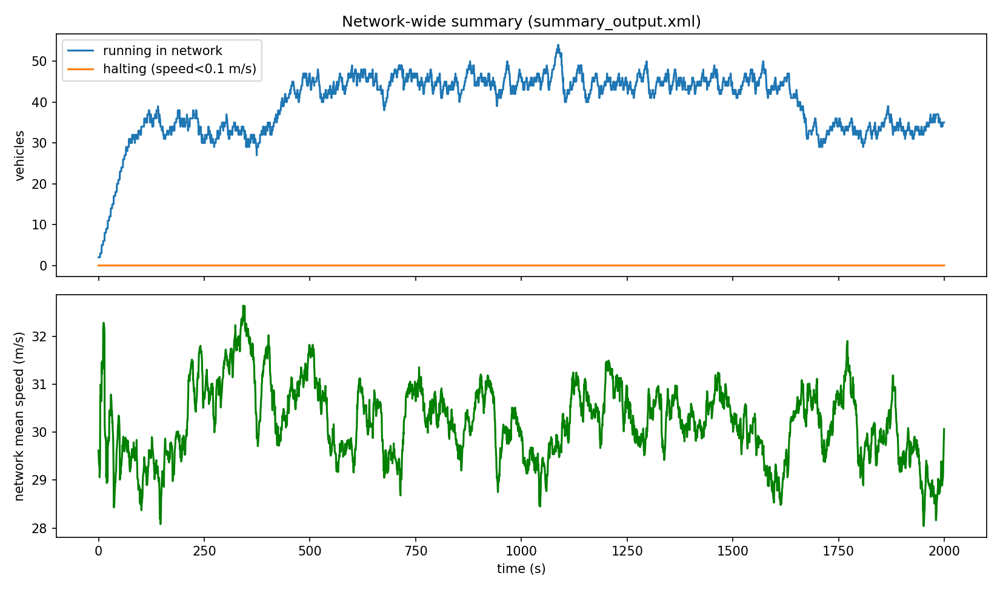 Network-wide summary (summary_output.xml)
running in network
halting (speed<0.1 m/s)
vehicles
50
40
30
20
10
0
network mean speed (m/s)
32
31
30
29
28
0 250 500 750 1000 1250 1500 1750 2000
time (s)